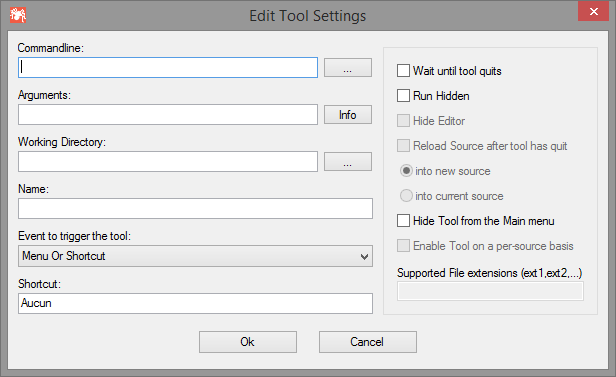 Edit Tool Settings
Commandline:
...
Arguments:
Info
Working Directory:
...
Name:
Event to trigger the tool:
Menu Or Shortcut
Shortcut:
Aucun
Wait until tool quits
Run Hidden
Hide Editor
Reload Source after tool has quit
into new source
into current source
Hide Tool from the Main menu
Enable Tool on a per-source basis
Supported File extensions (ext1,ext2,...)
Ok
Cancel